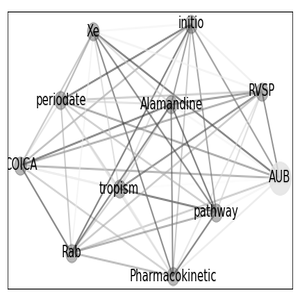 initio
Xe
RVSP
periodate
Alamandine
COICA
AUB
tropism
pathway
Rab
Pharmacokinetic